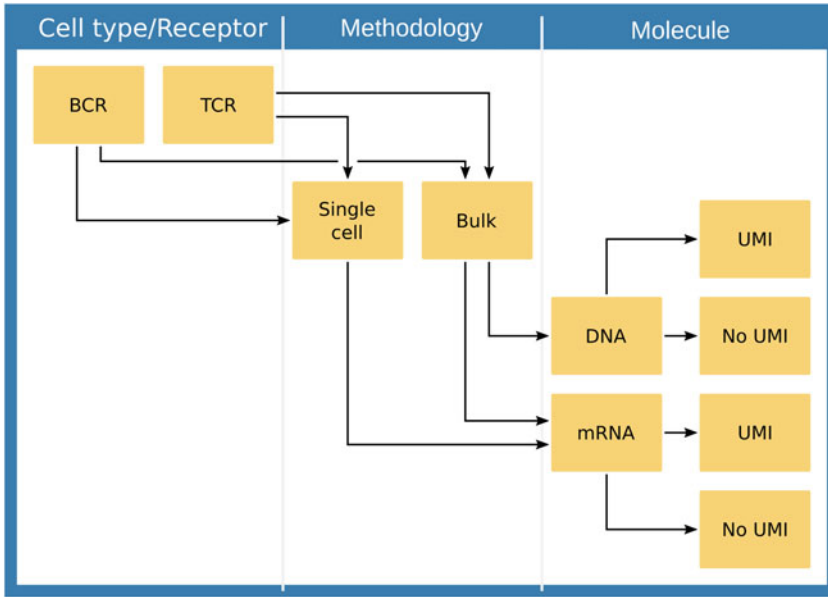 Cell type/Receptor
Methodology
Molecule
BCR
TCR
Single
cell
Bulk
UMI
DNA
No UMI
mRNA
UMI
No UMI